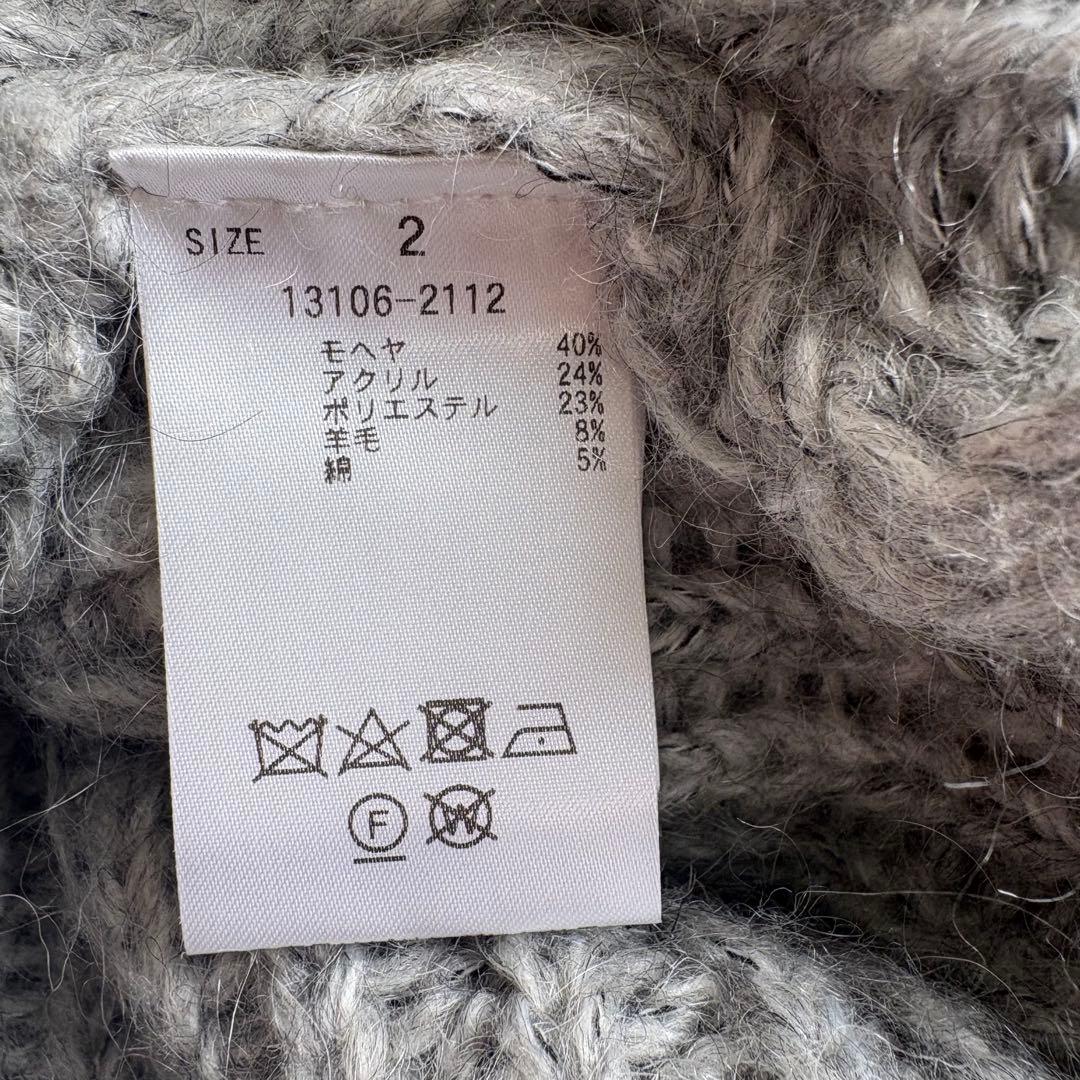 SIZE 2
13106-2112
モヘヤ 40%
アクリル 24%
ポリエステル 23%
羊毛 8%
綿 5%
F W